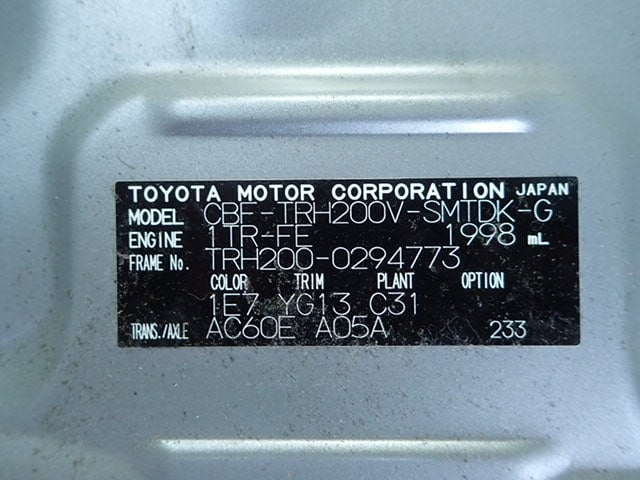 TOYOTA MOTOR CORPORATION JAPAN
MODEL CBF-TRH200V-SMTDK-G
ENGINE 1TR-FE 1998 mL
FRAME No. TRH200-0294773
COLOR TRIM PLANT OPTION
1E7 YG13 C31
TRANS./AXLE AC60E A05A 233